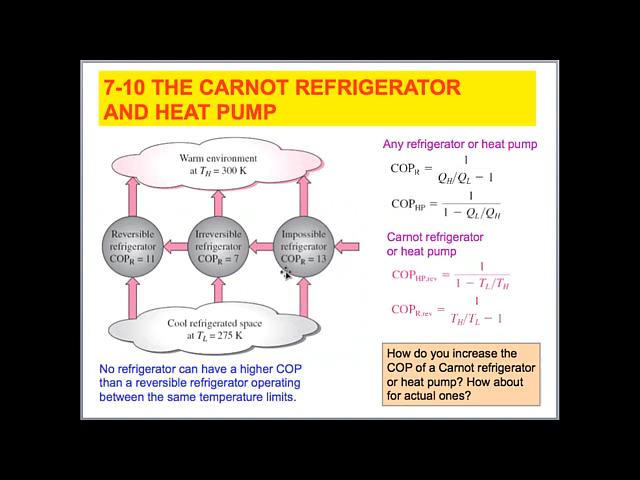 7-10 THE CARNOT REFRIGERATOR
AND HEAT PUMP
Warm environment
at T_H = 300 K
Reversible
refrigerator
COP_R = 11
Irreversible
refrigerator
COP_R = 7
Impossible
refrigerator
COP_R = 13
Cool refrigerated space
at T_L = 275 K
No refrigerator can have a higher COP
than a reversible refrigerator operating
between the same temperature limits.
Any refrigerator or heat pump
COP_R = 1 / (Q_H/Q_L − 1)
COP_HP = 1 / (1 − Q_L/Q_H)
Carnot refrigerator
or heat pump
COP_HP,rev = 1 / (1 − T_L/T_H)
COP_R,rev = 1 / (T_H/T_L − 1)
How do you increase the
COP of a Carnot refrigerator
or heat pump? How about
for actual ones?